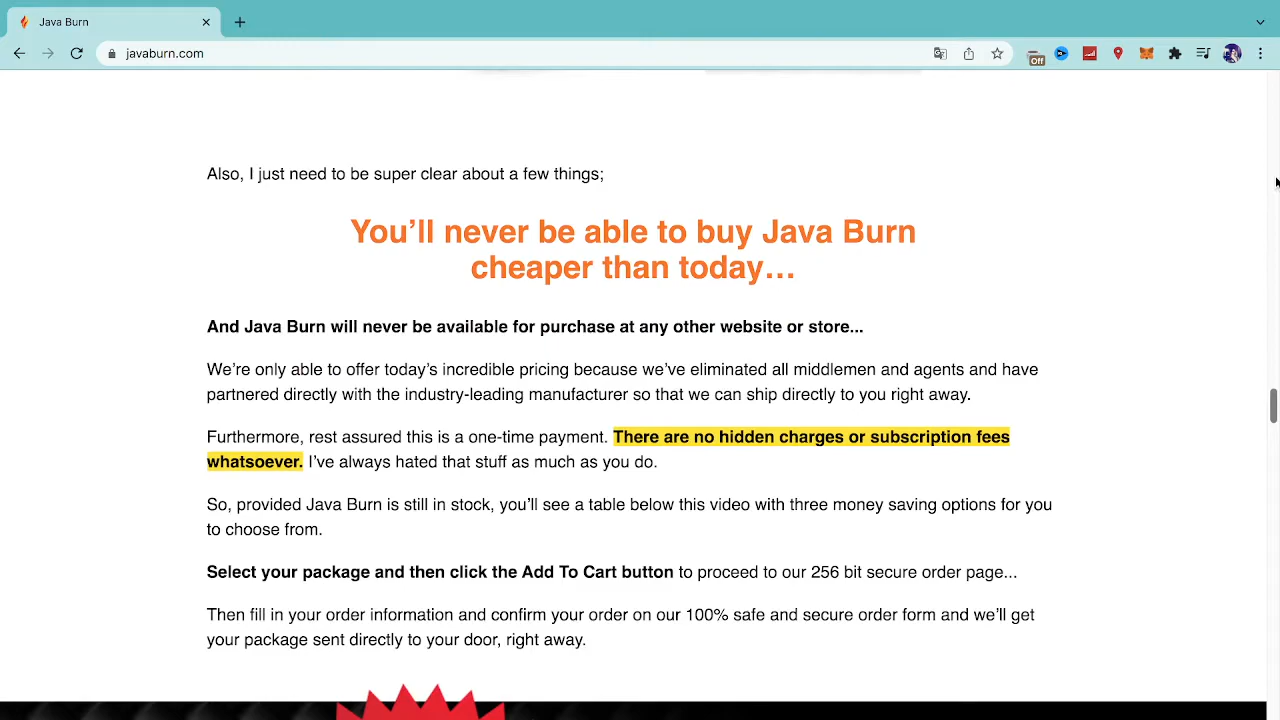 Java Burn
javaburn.com
Off
Also, I just need to be super clear about a few things;
You’ll never be able to buy Java Burn
cheaper than today…
And Java Burn will never be available for purchase at any other website or store...
We’re only able to offer today’s incredible pricing because we’ve eliminated all middlemen and agents and have
partnered directly with the industry-leading manufacturer so that we can ship directly to you right away.
Furthermore, rest assured this is a one-time payment. There are no hidden charges or subscription fees
whatsoever. I’ve always hated that stuff as much as you do.
So, provided Java Burn is still in stock, you’ll see a table below this video with three money saving options for you
to choose from.
Select your package and then click the Add To Cart button to proceed to our 256 bit secure order page...
Then fill in your order information and confirm your order on our 100% safe and secure order form and we’ll get
your package sent directly to your door, right away.